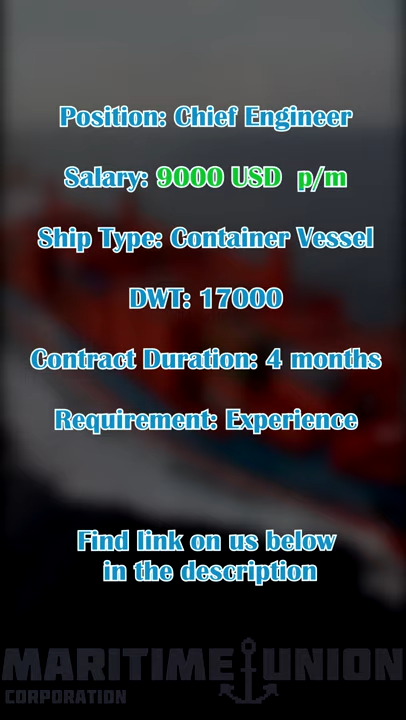 Position: Chief Engineer
Salary: 9000 USD p/m
Ship Type: Container Vessel
DWT: 17000
Contract Duration: 4 months
Requirement: Experience
Find link on us below
in the description
MARITIME UNION
CORPORATION